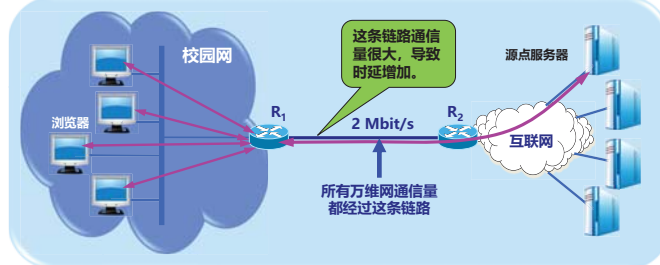 校园网
浏览器
R1
这条链路通信
量很大，导致
时延增加。
2 Mbit/s
R2
源点服务器
互联网
所有万维网通信量
都经过这条链路